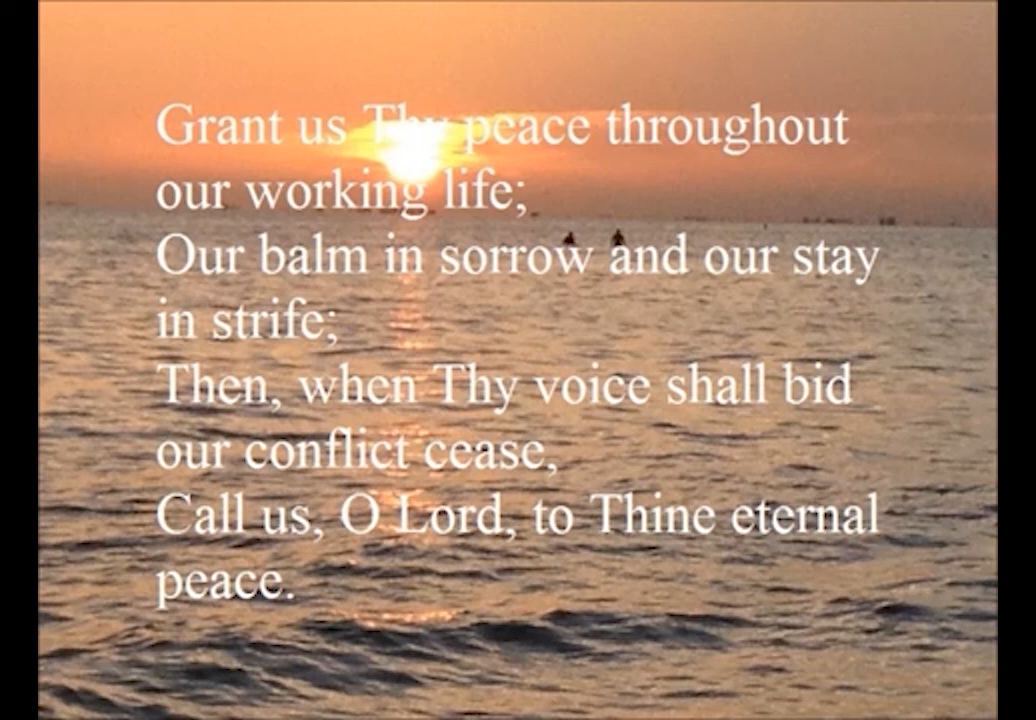 Grant us Thy peace throughout
our working life;
Our balm in sorrow and our stay
in strife;
Then, when Thy voice shall bid
our conflict cease,
Call us, O Lord, to Thine eternal
peace.